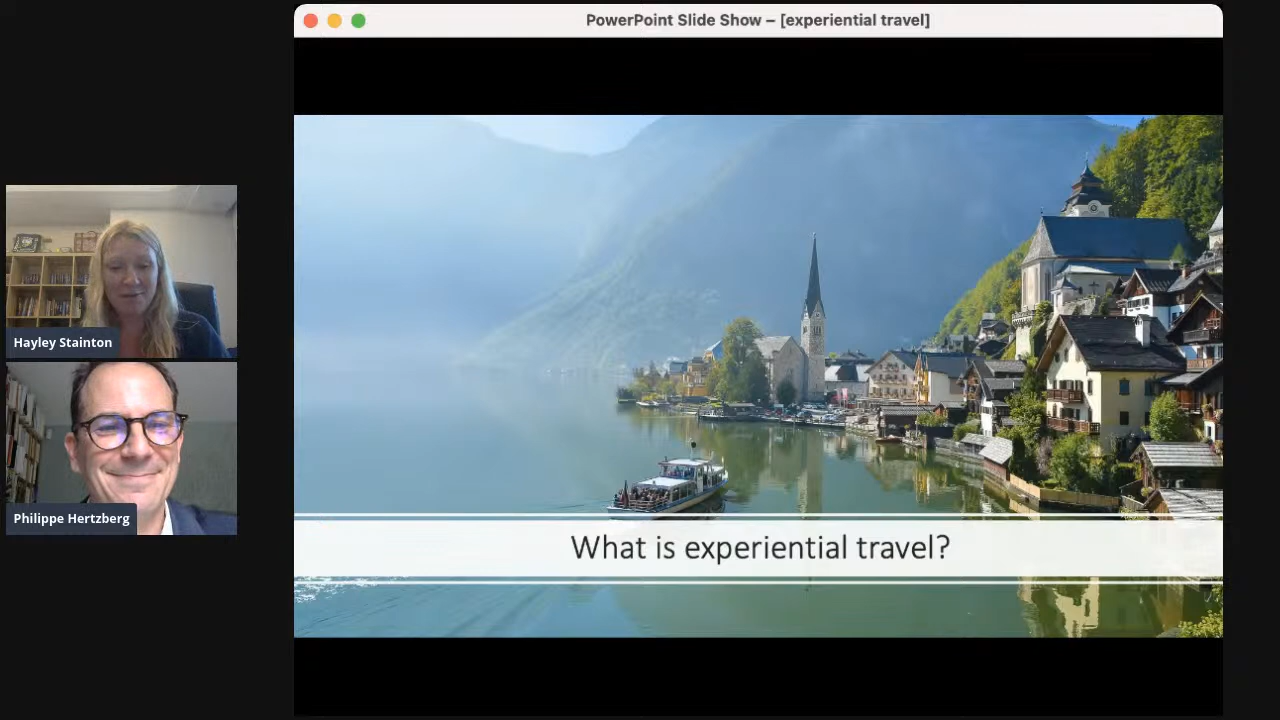 PowerPoint Slide Show – [experiential travel]
Hayley Stainton
Philippe Hertzberg
What is experiential travel?